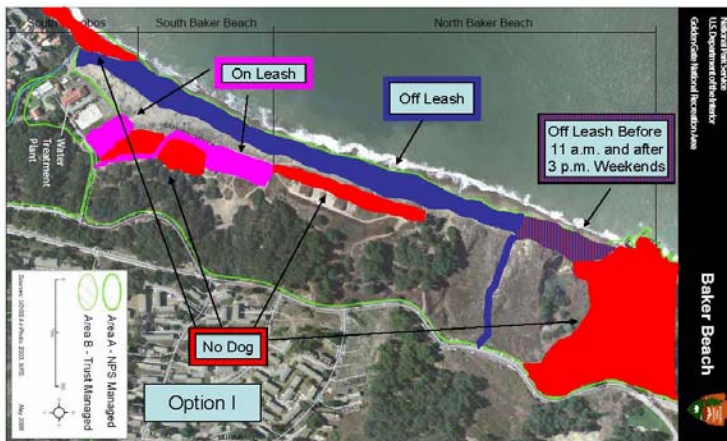 South Lobos
South Baker Beach
North Baker Beach
On Leash
Off Leash
Off Leash Before
11 a.m. and after
3 p.m. Weekends
No Dog
Option I
Water
Treatment
Plant
National Park Service
U.S. Department of the Interior
Golden Gate National Recreation Area
Baker Beach
Area A - NPS Managed
Area B - Trust Managed
May 2006